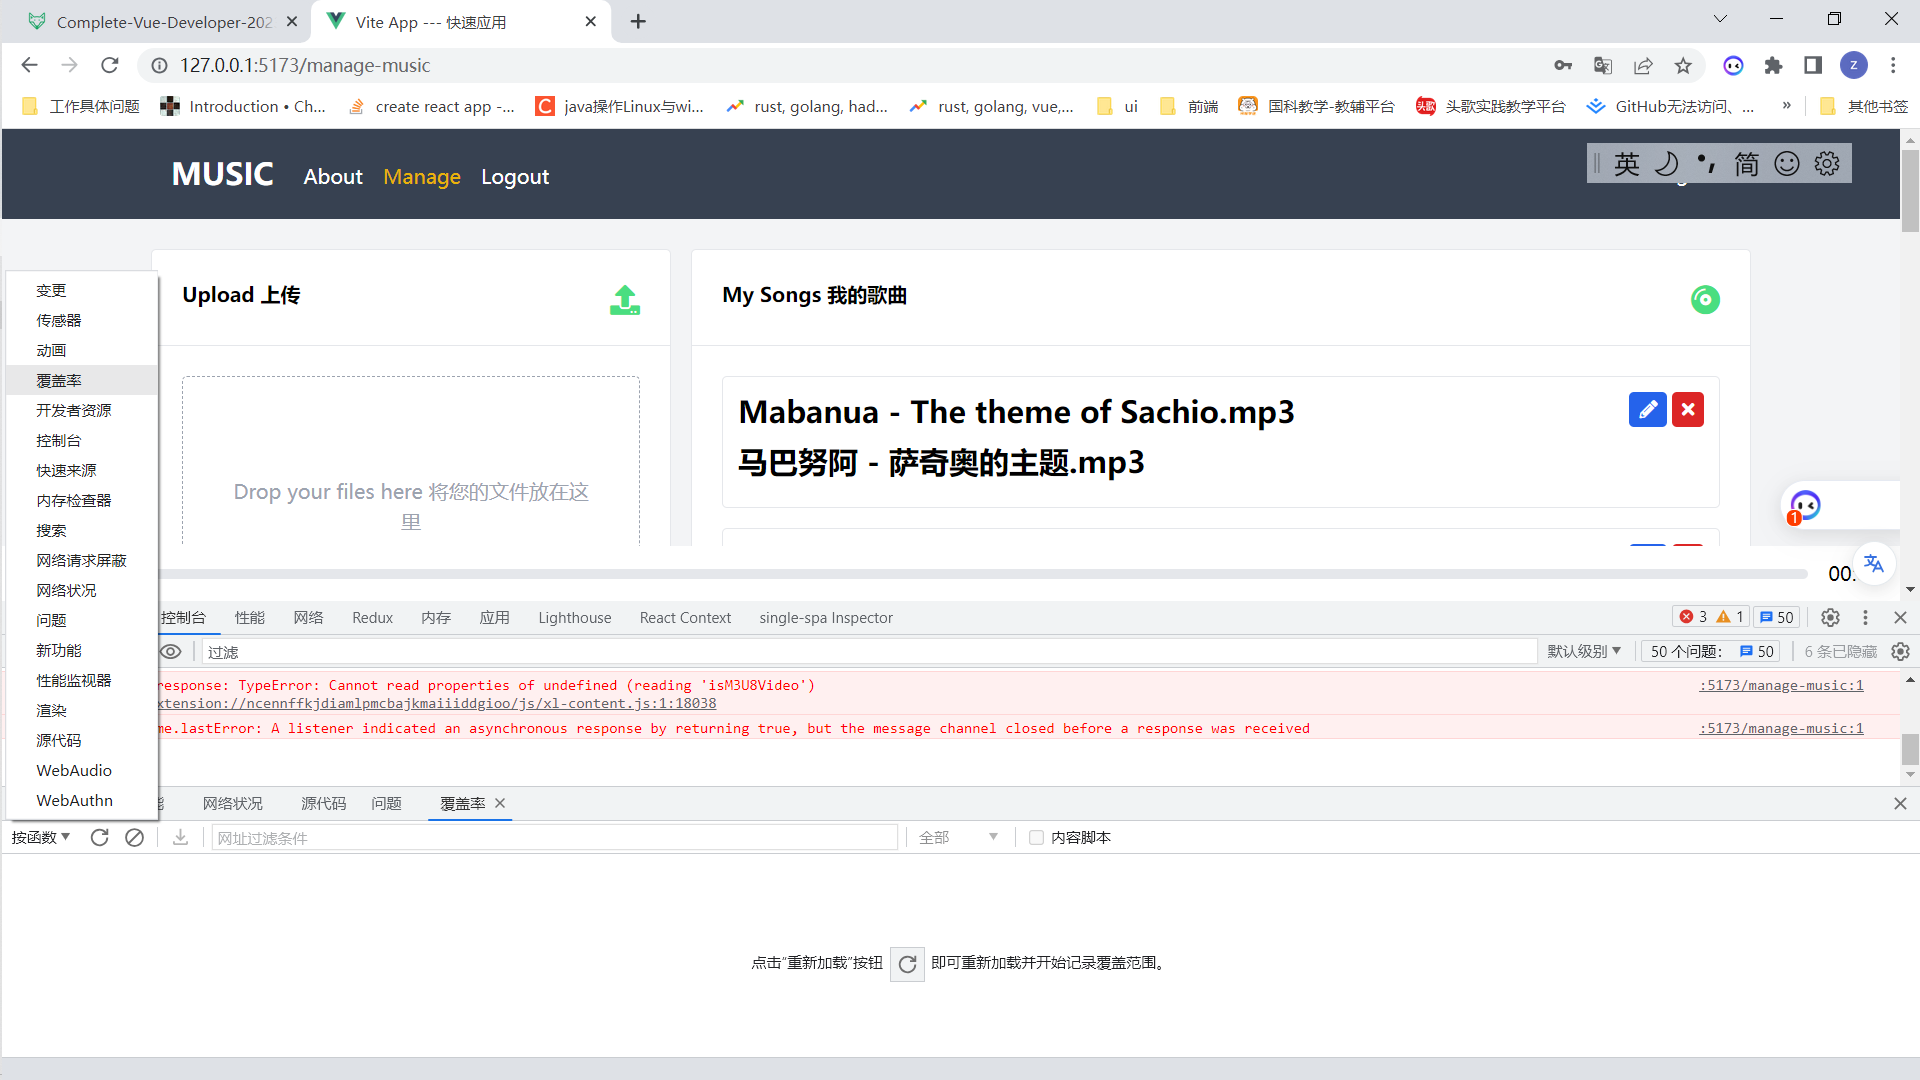 Complete-Vue-Developer-202
Vite App --- 快速应用
127.0.0.1:5173/manage-music
Z
工作具体问题
Introduction • Ch...
create react app -...
java操作Linux与wi...
rust, golang, had...
rust, golang, vue,...
ui
前端
国科教学-教辅平台
头歌
头歌实践教学平台
GitHub无法访问、...
»
其他书签
MUSIC
About
Manage
Logout
英
简
Upload 上传
My Songs 我的歌曲
Mabanua - The theme of Sachio.mp3
马巴努阿 - 萨奇奥的主题.mp3
Drop your files here 将您的文件放在这
里
1
00:
变更
传感器
动画
覆盖率
开发者资源
控制台
快速来源
内存检查器
搜索
网络请求屏蔽
网络状况
问题
新功能
性能监视器
渲染
源代码
WebAudio
WebAuthn
控制台
性能
网络
Redux
内存
应用
Lighthouse
React Context
single-spa Inspector
3
1
50
过滤
默认级别
50 个问题:
50
6 条已隐藏
response: TypeError: Cannot read properties of undefined (reading 'isM3U8Video')
:5173/manage-music:1
xtension://ncennffkjdiamlpmcbajkmaiiiddgioo/js/xl-content.js:1:18038
me.lastError: A listener indicated an asynchronous response by returning true, but the message channel closed before a response was received
:5173/manage-music:1
网络状况
源代码
问题
覆盖率
按函数
网址过滤条件
全部
内容脚本
点击“重新加载”按钮
即可重新加载并开始记录覆盖范围。